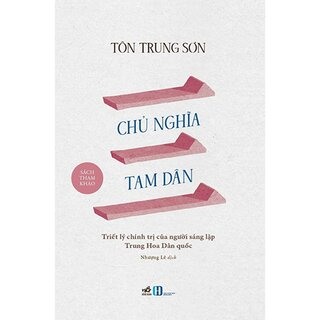 TÔN TRUNG SƠN
CHỦ NGHĨA
SÁCH
THAM
KHẢO
TAM DÂN
Triết lý chính trị của người sáng lập
Trung Hoa Dân quốc
Nhượng Lê dịch